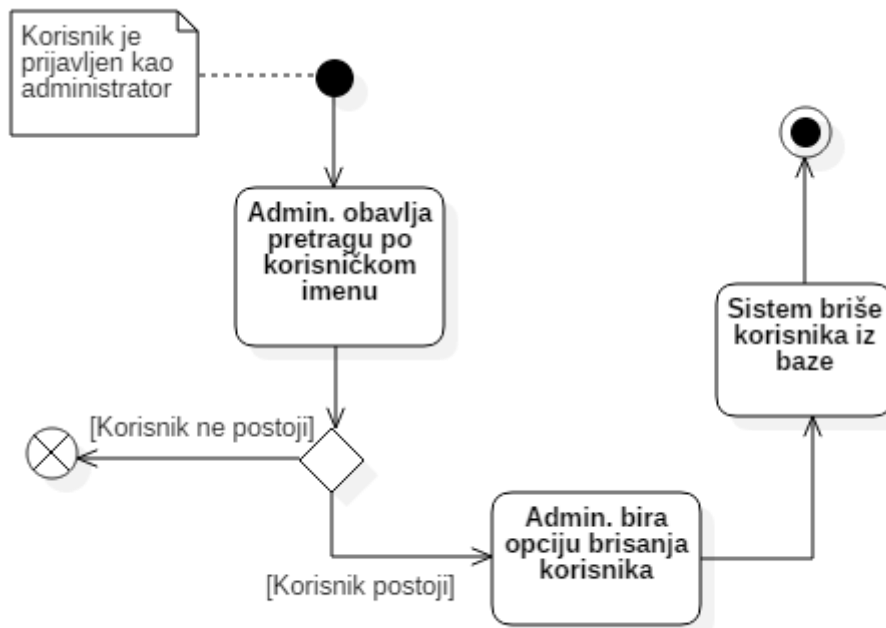 Korisnik je
prijavljen kao
administrator
Admin. obavlja
pretragu po
korisničkom
imenu
[Korisnik ne postoji]
[Korisnik postoji]
Admin. bira
opciju brisanja
korisnika
Sistem briše
korisnika iz
baze